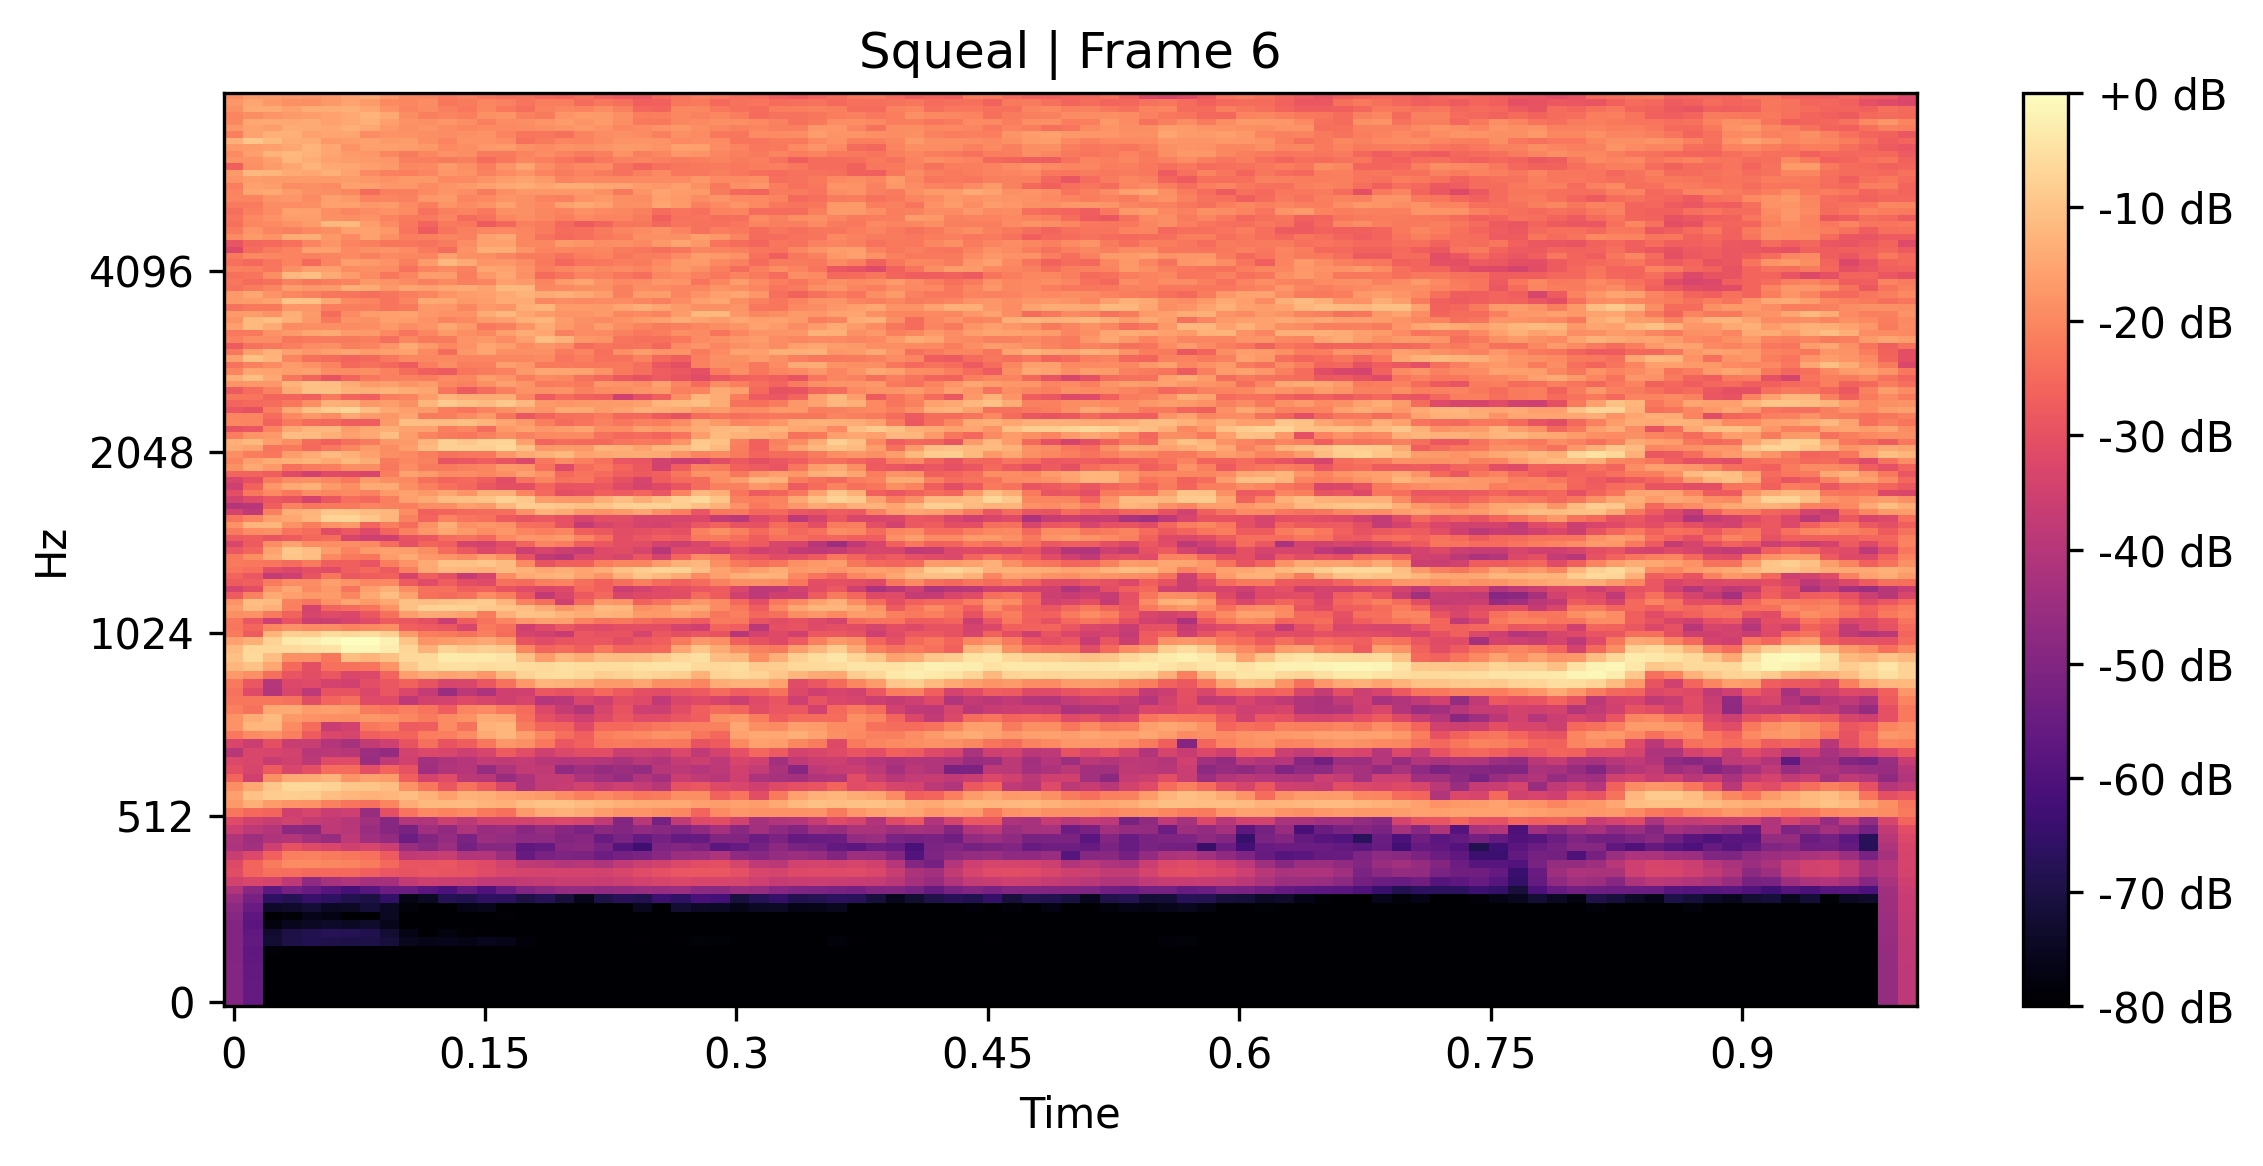 Squeal | Frame 6
Hz
4096
2048
1024
512
0
0 0.15 0.3 0.45 0.6 0.75 0.9
Time
+0 dB
-10 dB
-20 dB
-30 dB
-40 dB
-50 dB
-60 dB
-70 dB
-80 dB